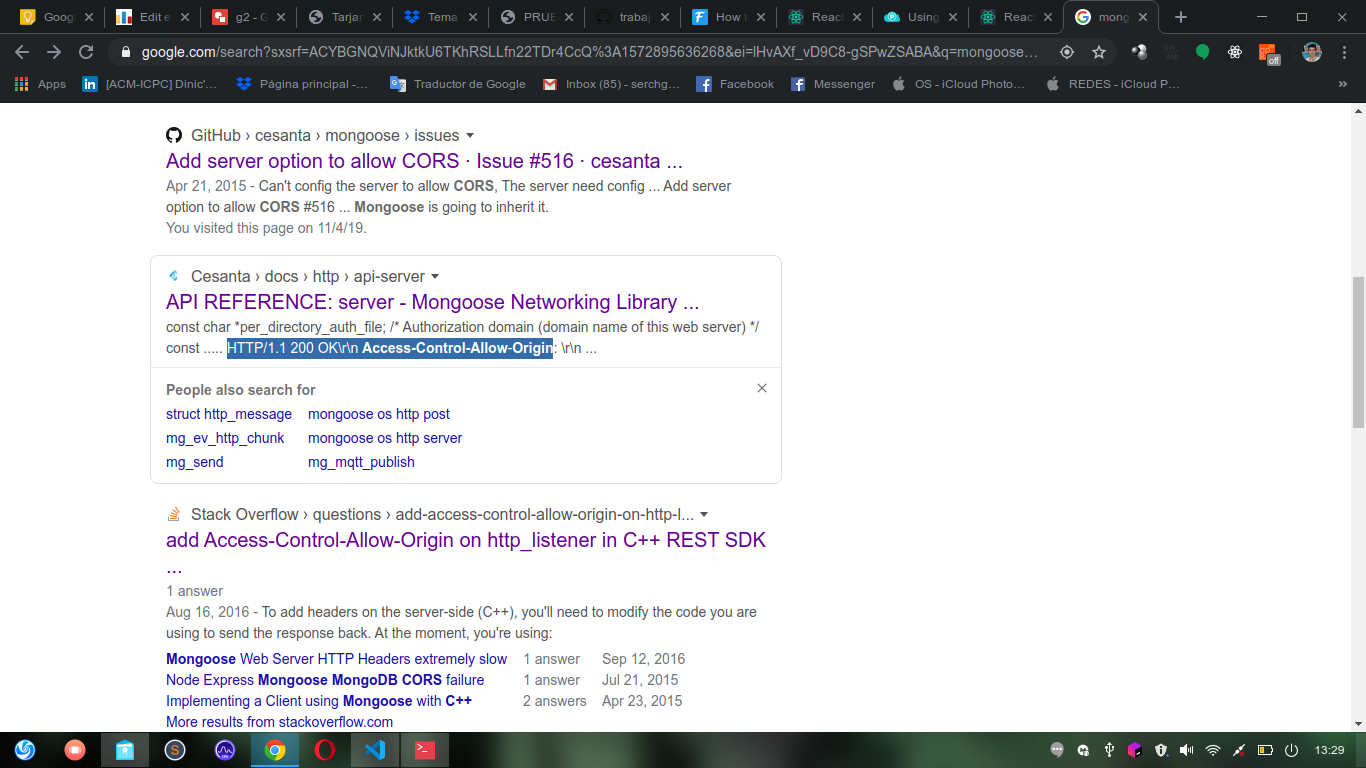 Googl
Edit e
g2 - G
Tarjan
Tema
PRUE
trabaj
How t
React
Using
React
mong
google.com/search?sxsrf=ACYBGNQViNJktkU6TKhRSLLfn22TDr4CcQ%3A1572895636268&ei=lHvAXf_vD9C8-gSPwZSABA&q=mongoose…
off
Apps
[ACM-ICPC] Dinic'…
Página principal -…
Traductor de Google
Inbox (85) - serchg…
Facebook
Messenger
OS - iCloud Photo…
REDES - iCloud P…
»
GitHub › cesanta › mongoose › issues
Add server option to allow CORS · Issue #516 · cesanta ...
Apr 21, 2015 - Can't config the server to allow CORS, The server need config ... Add server
option to allow CORS #516 ... Mongoose is going to inherit it.
You visited this page on 11/4/19.
Cesanta › docs › http › api-server
API REFERENCE: server - Mongoose Networking Library ...
const char *per_directory_auth_file; /* Authorization domain (domain name of this web server) */
const ..... HTTP/1.1 200 OK\r\n Access-Control-Allow-Origin: \r\n ...
People also search for
struct http_message mongoose os http post
mg_ev_http_chunk mongoose os http server
mg_send mg_mqtt_publish
Stack Overflow › questions › add-access-control-allow-origin-on-http-l...
add Access-Control-Allow-Origin on http_listener in C++ REST SDK
...
1 answer
Aug 16, 2016 - To add headers on the server-side (C++), you'll need to modify the code you are
using to send the response back. At the moment, you're using:
Mongoose Web Server HTTP Headers extremely slow 1 answer Sep 12, 2016
Node Express Mongoose MongoDB CORS failure 1 answer Jul 21, 2015
Implementing a Client using Mongoose with C++ 2 answers Apr 23, 2015
More results from stackoverflow.com
13:29